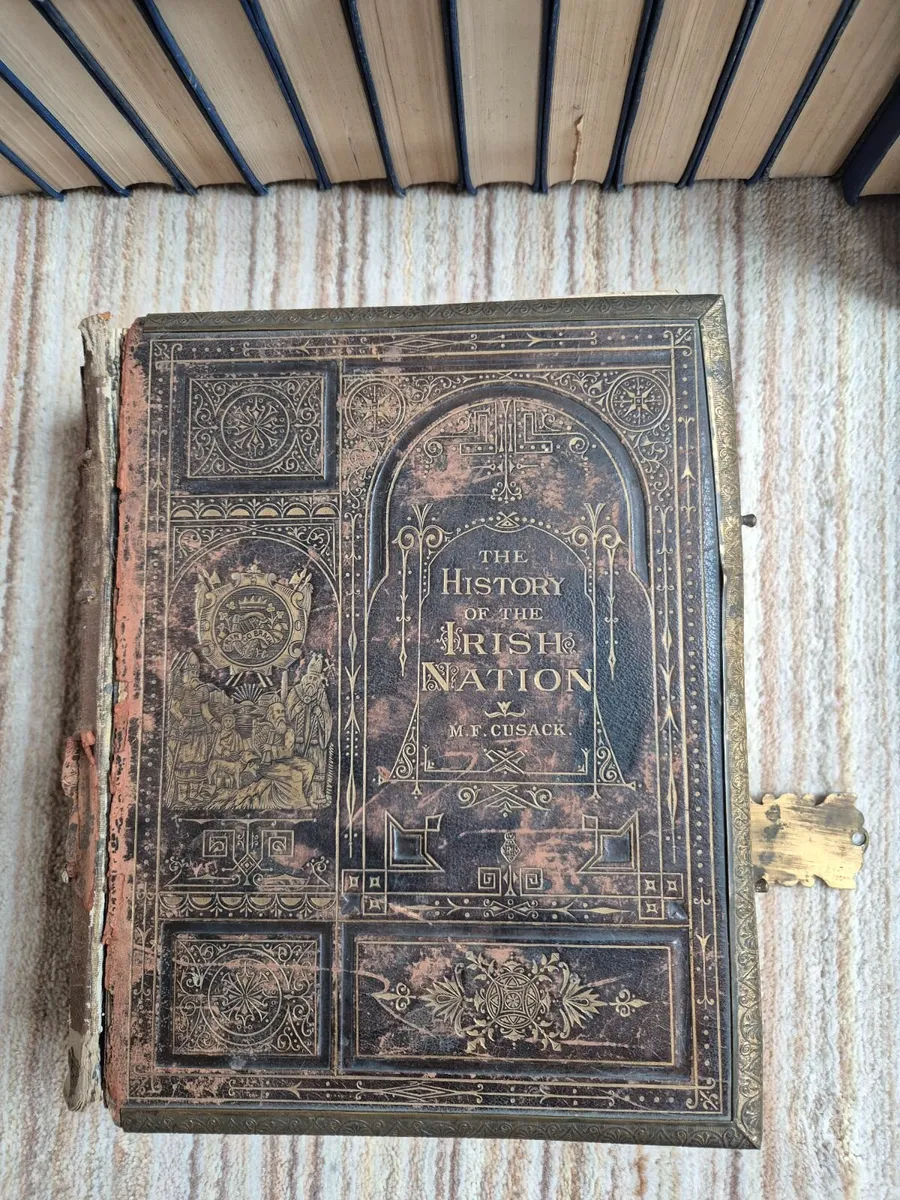 THE
HISTORY
OF THE
IRISH
NATION
M.F. CUSACK.